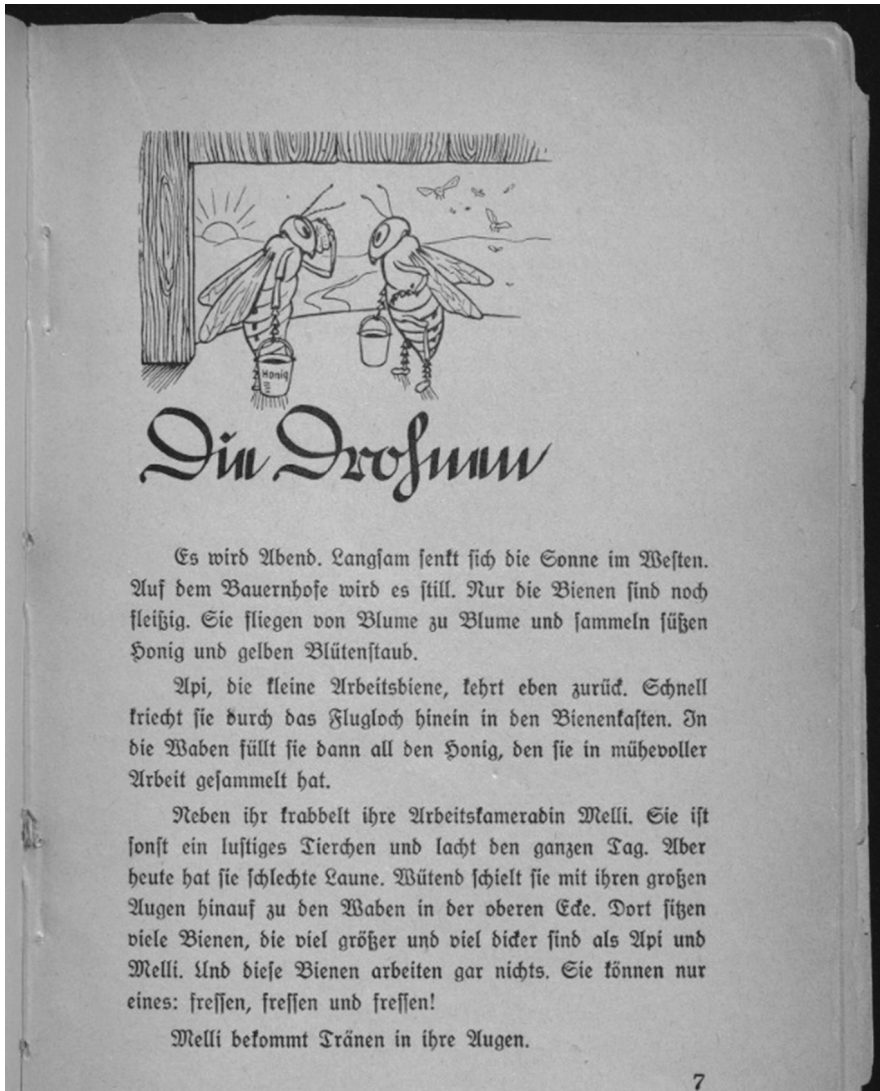 Honig
Die Drohnen
Es wird Abend. Langsam senkt sich die Sonne im Westen.
Auf dem Bauernhofe wird es still. Nur die Bienen sind noch
fleißig. Sie fliegen von Blume zu Blume und sammeln süßen
Honig und gelben Blütenstaub.
Api, die kleine Arbeitsbiene, kehrt eben zurück. Schnell
kriecht sie durch das Flugloch hinein in den Bienenkasten. In
die Waben füllt sie dann all den Honig, den sie in mühevoller
Arbeit gesammelt hat.
Neben ihr krabbelt ihre Arbeitskameradin Melli. Sie ist
sonst ein lustiges Tierchen und lacht den ganzen Tag. Aber
heute hat sie schlechte Laune. Wütend schielt sie mit ihren großen
Augen hinauf zu den Waben in der oberen Ecke. Dort sitzen
viele Bienen, die viel größer und viel dicker sind als Api und
Melli. Und diese Bienen arbeiten gar nichts. Sie können nur
eines: fressen, fressen und fressen!
Melli bekommt Tränen in ihre Augen.
7